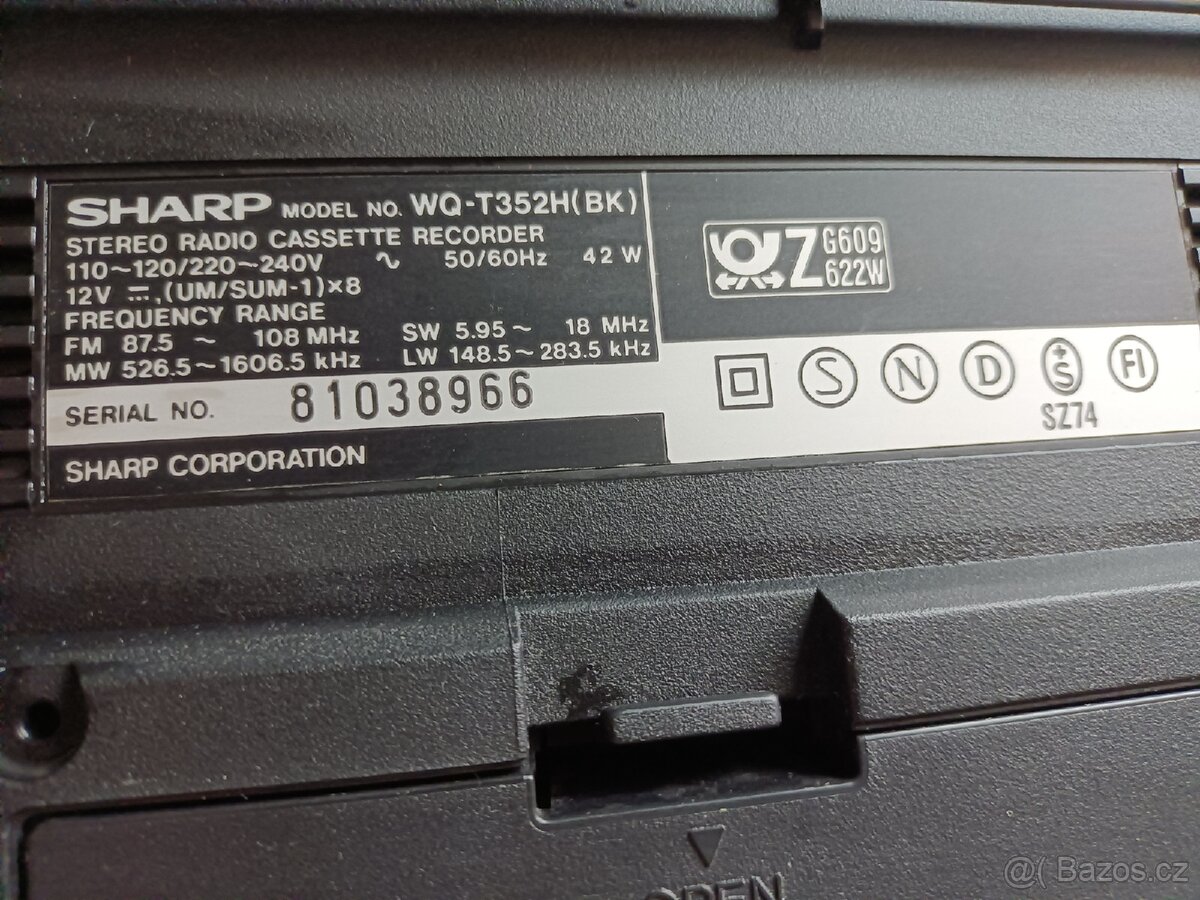 SHARP MODEL NO. WQ-T352H(BK)
STEREO RADIO CASSETTE RECORDER
110~120/220~240V ∿ 50/60Hz 42 W
12V ⎓,(UM/SUM-1)×8
FREQUENCY RANGE
FM 87.5 ~ 108 MHz SW 5.95~ 18 MHz
MW 526.5~1606.5 kHz LW 148.5~283.5 kHz
SERIAL NO. 81038966
SHARP CORPORATION
Z G609
622W
S N D +S FI
SZ74
OPEN
@( Bazos.cz